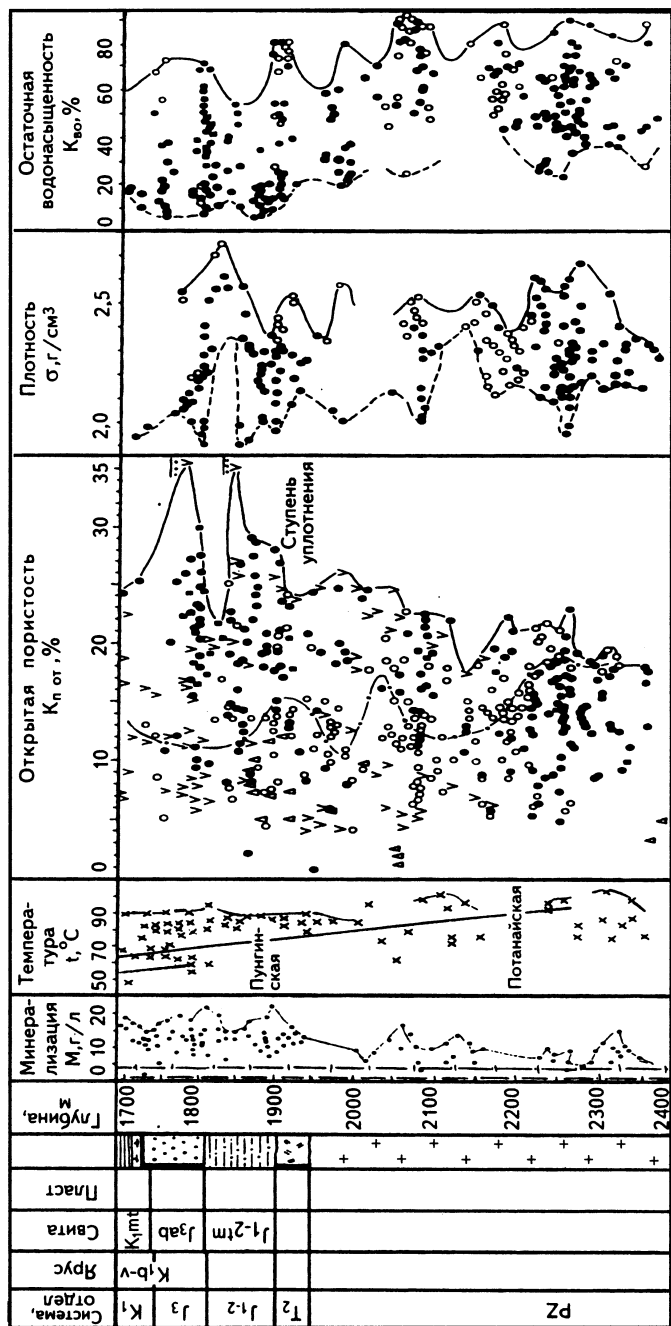 Остаточная
водонасыщенность
Kво, %
0
20
40
60
80
Плотность
σ, г/см³
2,0
2,5
Открытая пористость
Kп от, %
0
10
20
30
35
Ступень
уплотнения
Темпера-
тура
t, °C
50
70
90
Пунгин-
ская
Потанайская
Минера-
лизация
М, г/л
0
10
20
Глубина,
м
1700
1800
1900
2000
2100
2200
2300
2400
Пласт
Свита
K₁mt
J₃ab
J₁₋₂tm
Ярус
K₁b-v
Система,
отдел
K₁
J₃
J₁₋₂
T₂
PZ